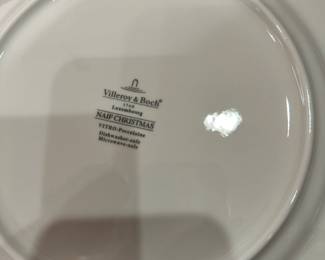 Villeroy & Boch®
1748
Luxembourg
NAIF CHRISTMAS
VITRO-Porcelaine
Dishwasher-safe
Microwave-safe